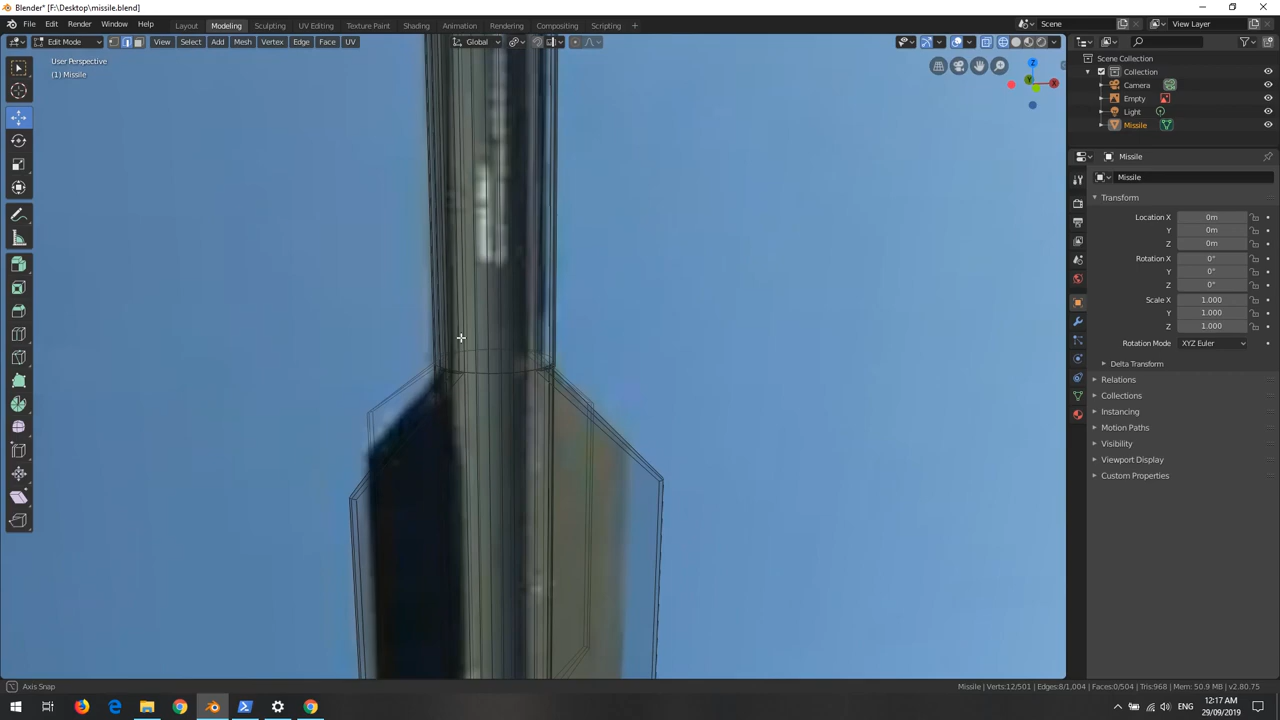 Blender* [F:\Desktop\missile.blend]
File Edit Render Window Help
Layout Modeling Sculpting UV Editing Texture Paint Shading Animation Rendering Compositing Scripting
Scene
View Layer
Edit Mode
View Select Add Mesh Vertex Edge Face UV
Global
User Perspective
(1) Missile
Z
Y
X
Scene Collection
Collection
Camera
Empty
Light
Missile
Missile
Missile
Transform
Location X 0m
Y 0m
Z 0m
Rotation X 0°
Y 0°
Z 0°
Scale X 1.000
Y 1.000
Z 1.000
Rotation Mode XYZ Euler
Delta Transform
Relations
Collections
Instancing
Motion Paths
Visibility
Viewport Display
Custom Properties
Axis Snap
Missile | Verts:12/501 | Edges:8/1,004 | Faces:0/504 | Tris:968 | Mem: 50.9 MB | v2.80.75
ENG
12:17 AM
29/09/2019